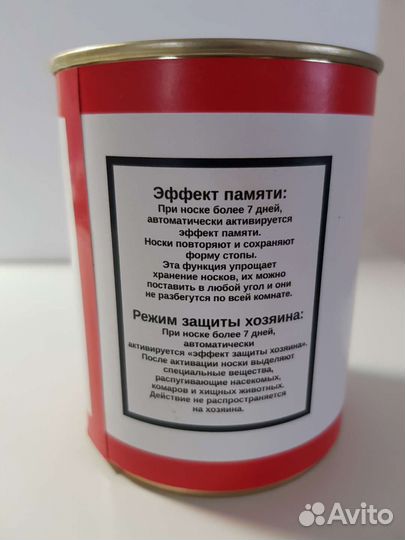 Эффект памяти:
При носке более 7 дней,
автоматически активируется
эффект памяти.
Носки повторяют и сохраняют
форму стопы.
Эта функция упрощает
хранение носков, их можно
поставить в любой угол и они
не разбегутся по всей комнате.
Режим защиты хозяина:
При носке более 7 дней,
автоматически
активируется «эффект защиты хозяина».
После активации носки выделяют
специальные вещества,
распугивающие насекомых,
комаров и хищных животных.
Действие не распространяется
на хозяина.
Avito